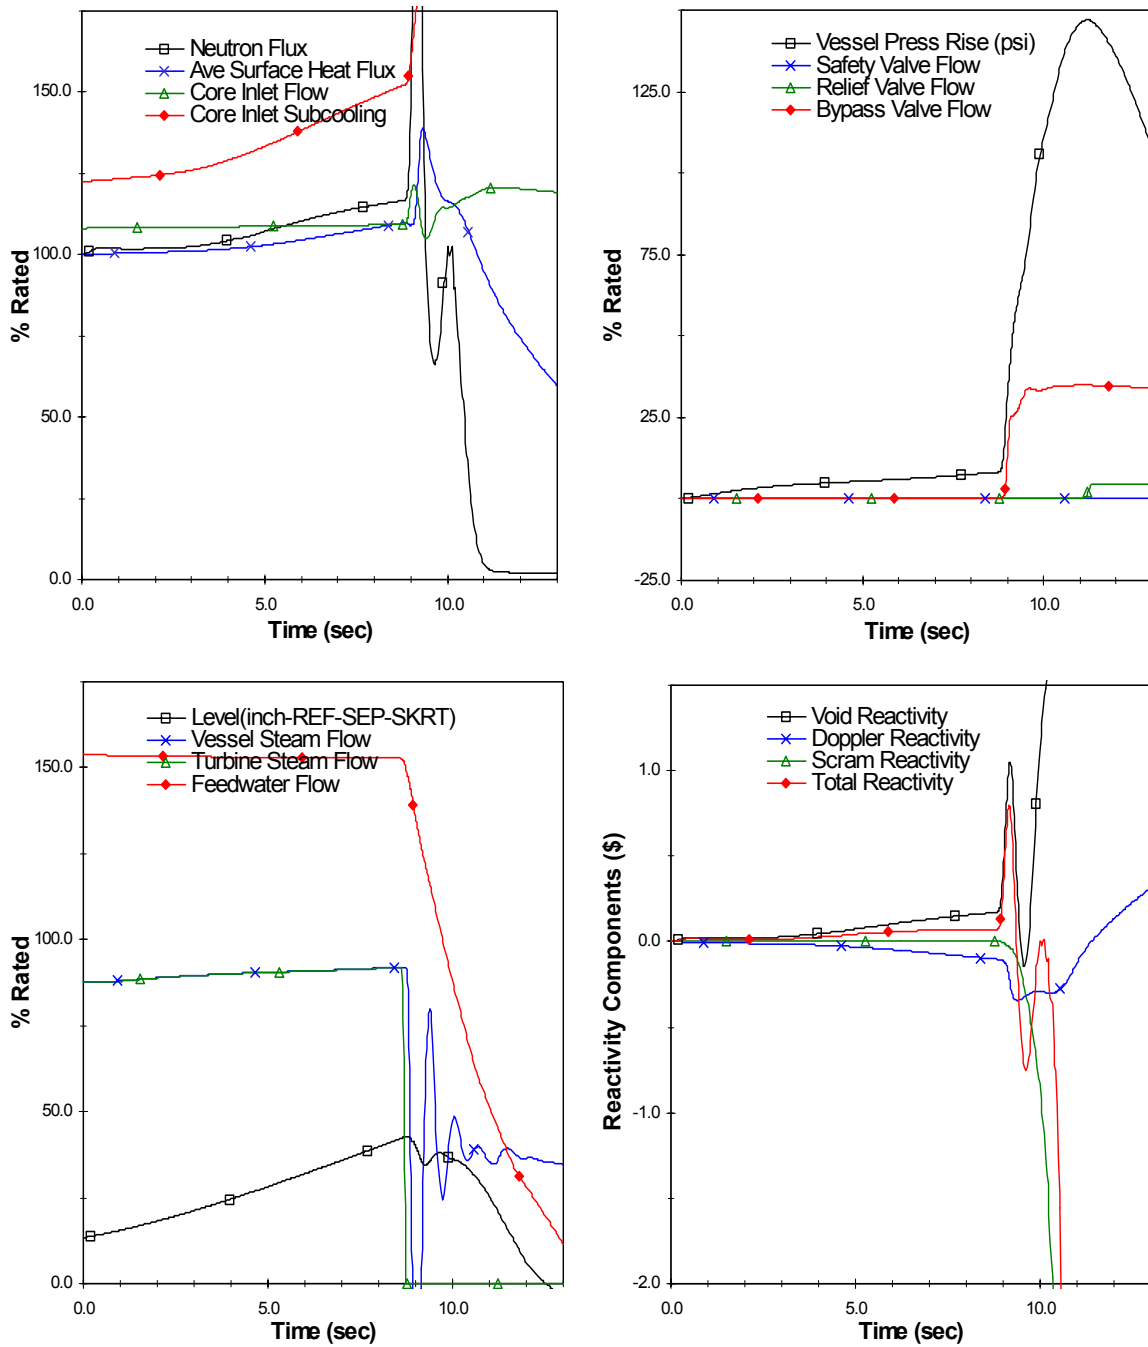 Neutron Flux
Ave Surface Heat Flux
Core Inlet Flow
Core Inlet Subcooling
150.0
100.0
50.0
0.0
% Rated
0.0 5.0 10.0
Time (sec)
Vessel Press Rise (psi)
Safety Valve Flow
Relief Valve Flow
Bypass Valve Flow
125.0
75.0
25.0
-25.0
% Rated
0.0 5.0 10.0
Time (sec)
Level(inch-REF-SEP-SKRT)
Vessel Steam Flow
Turbine Steam Flow
Feedwater Flow
150.0
100.0
50.0
0.0
% Rated
0.0 5.0 10.0
Time (sec)
Void Reactivity
Doppler Reactivity
Scram Reactivity
Total Reactivity
1.0
0.0
-1.0
-2.0
Reactivity Components ($)
0.0 5.0 10.0
Time (sec)